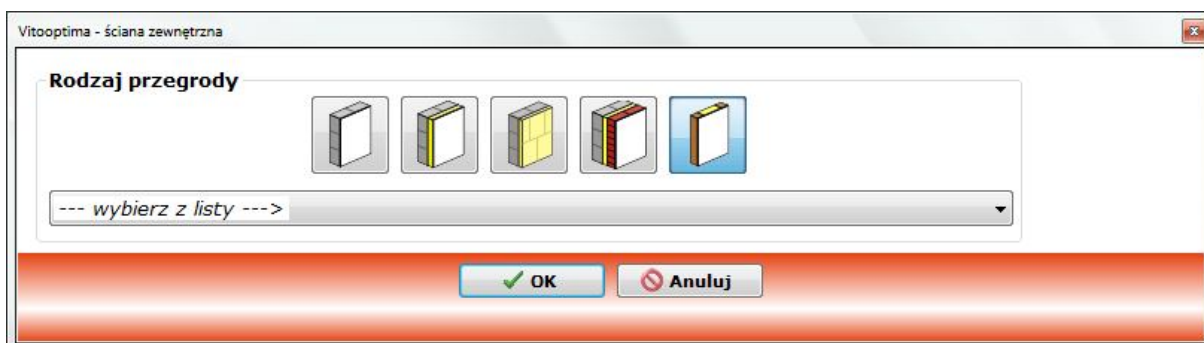 Vitooptima - ściana zewnętrzna
Rodzaj przegrody
--- wybierz z listy --->
OK
Anuluj